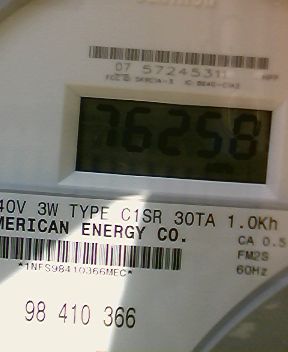 07 57245311
76258
40V 3W TYPE C1SR 30TA 1.0Kh
MERICAN ENERGY CO.
CA 0.5
*1NFS98410366MEC*
FM2S
60Hz
98 410 366